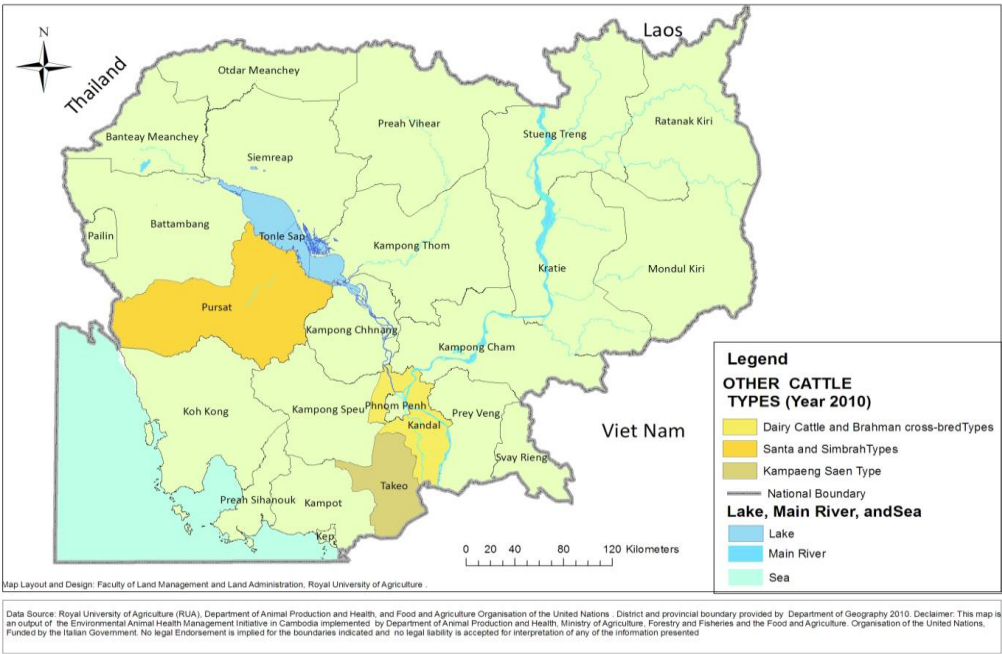 Laos
N
Thailand
Otdar Meanchey
Preah Vihear
Stueng Treng
Ratanak Kiri
Banteay Meanchey
Siemreap
Battambang
Pailin
Tonle Sap
Kampong Thom
Kratie
Mondul Kiri
Pursat
Kampong Chhnang
Kampong Cham
Koh Kong
Kampong Speu
Phnom Penh
Prey Veng
Kandal
Viet Nam
Svay Rieng
Takeo
Preah Sihanouk
Kampot
Kep
0 20 40 80 120 Kilometers
Legend
OTHER CATTLE
TYPES (Year 2010)
Dairy Cattle and Brahman cross-bredTypes
Santa and SimbrahTypes
Kampaeng Saen Type
National Boundary
Lake, Main River, andSea
Lake
Main River
Sea
Map Layout and Design: Faculty of Land Management and Land Administration, Royal University of Agriculture .
Data Source: Royal University of Agriculture (RUA), Department of Animal Production and Health, and Food and Agriculture Organisation of the United Nations . District and provincial boundary provided by Department of Geography 2010. Declaimer: This map is
an output of the Environmental Animal Health Management Initiative in Cambodia implemented by Department of Animal Production and Health, Ministry of Agriculture, Forestry and Fisheries and the Food and Agriculture. Organisation of the United Nations,
Funded by the Italian Government. No legal Endorsement is implied for the boundaries indicated and no legal liability is accepted for interpretation of any of the information presented